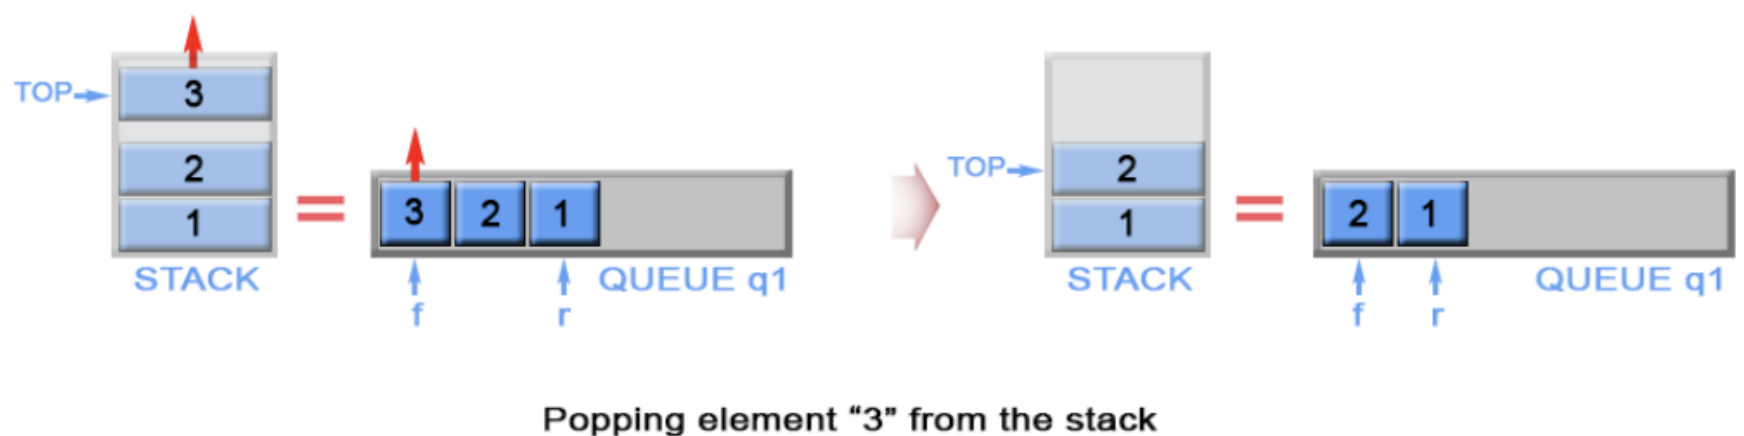 TOP
3
2
1
STACK
=
3 2 1
f
r
QUEUE q1
TOP
2
1
STACK
=
2 1
f
r
QUEUE q1
Popping element “3” from the stack